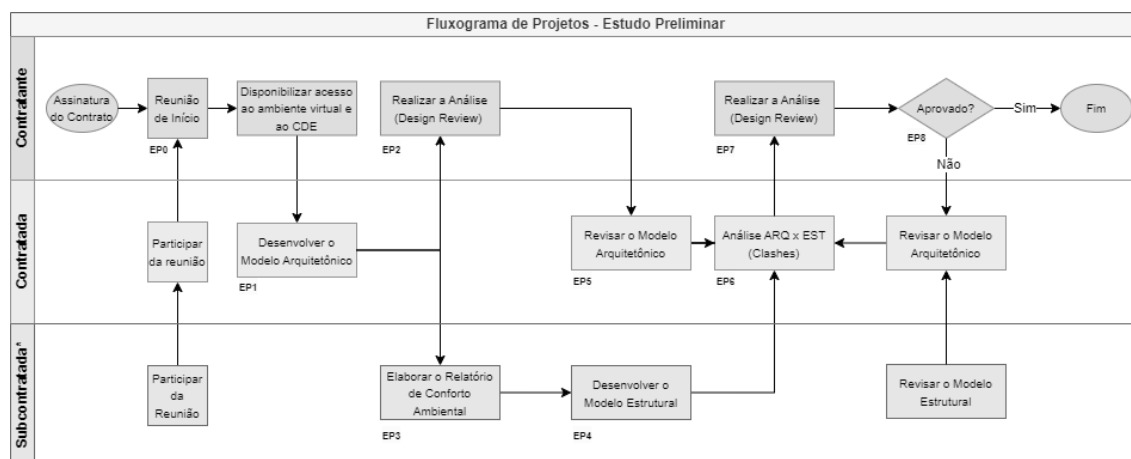 Fluxograma de Projetos - Estudo Preliminar
Contratante
Assinatura
do Contrato
Reunião
de Início
EP0
Disponibilizar acesso
ao ambiente virtual e
ao CDE
Realizar a Análise
(Design Review)
EP2
Realizar a Análise
(Design Review)
EP7
Aprovado?
EP8
Sim
Não
Fim
Contratada
Participar
da reunião
Desenvolver o
Modelo Arquitetônico
EP1
Revisar o Modelo
Arquitetônico
EP5
Análise ARQ x EST
(Clashes)
EP6
Revisar o Modelo
Arquitetônico
Subcontratada*
Participar
da
Reunião
Elaborar o Relatório
de Conforto
Ambiental
EP3
Desenvolver o
Modelo Estrutural
EP4
Revisar o Modelo
Estrutural